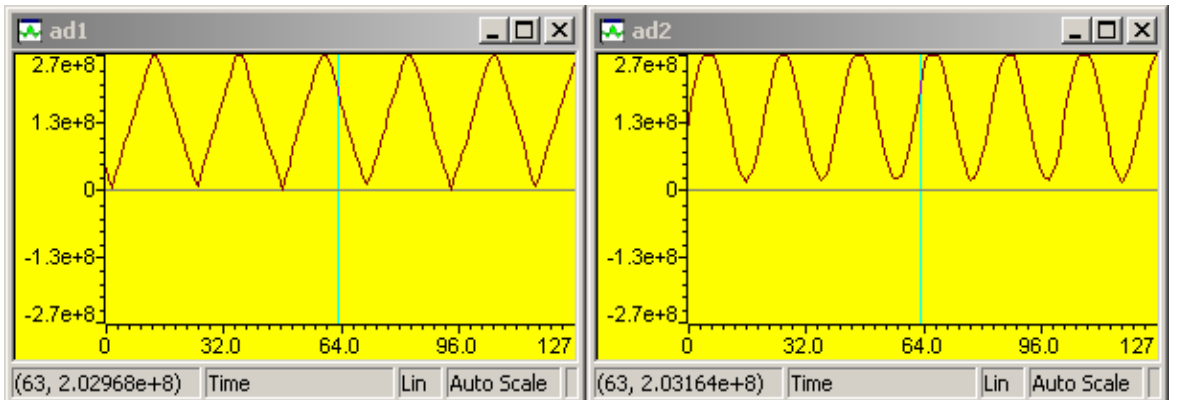 ad1
2.7e+8
1.3e+8
0
-1.3e+8
-2.7e+8
0 32.0 64.0 96.0 127
(63, 2.02968e+8) Time Lin Auto Scale
ad2
2.7e+8
1.3e+8
0
-1.3e+8
-2.7e+8
0 32.0 64.0 96.0 127
(63, 2.03164e+8) Time Lin Auto Scale